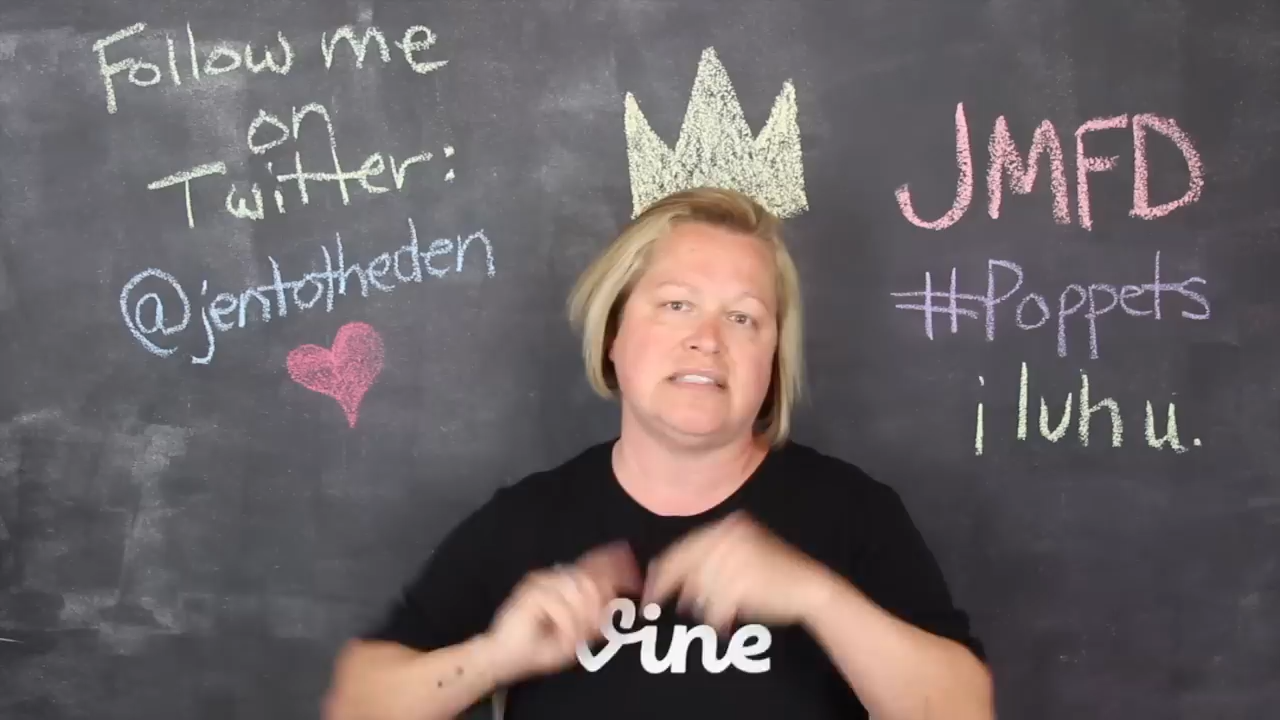 Follow me
on
Twitter:
@jentotheden
JMFD
#Poppets
i luh u.
vine